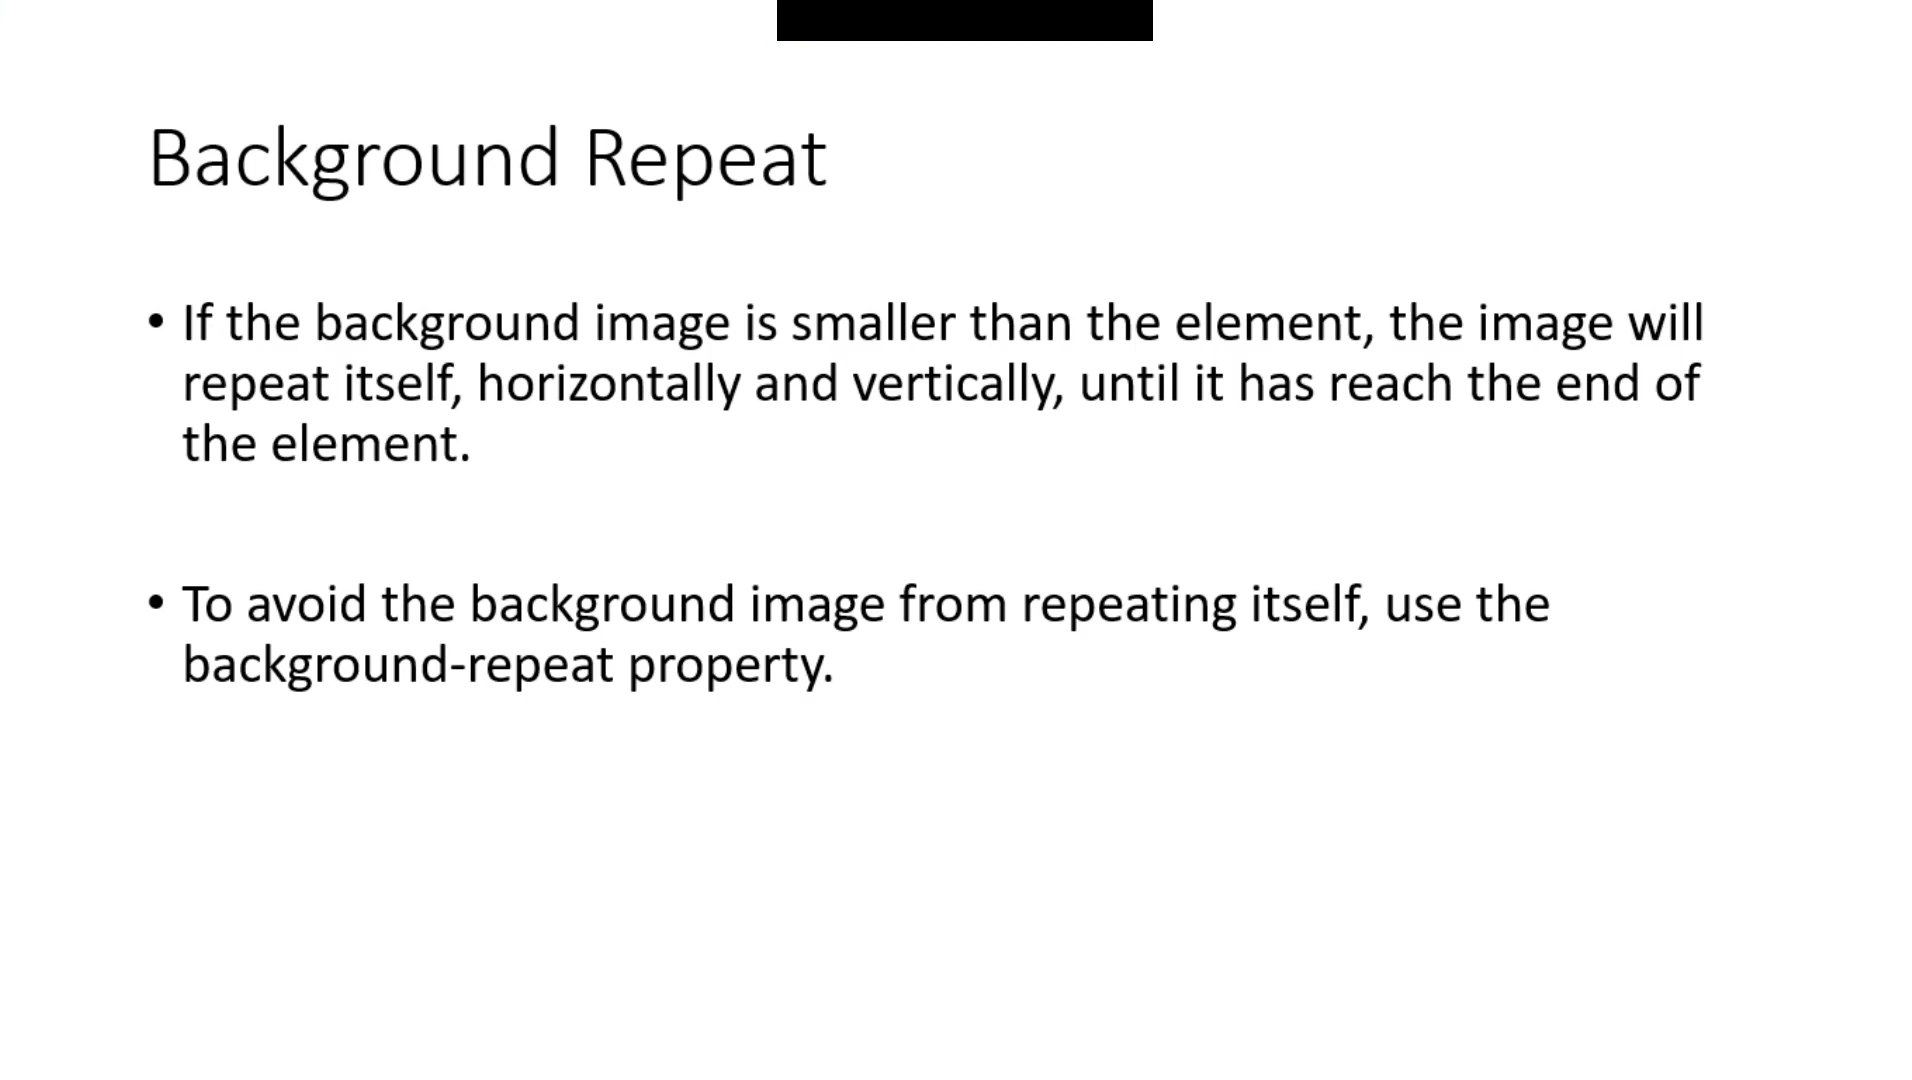 Background Repeat
• If the background image is smaller than the element, the image will
repeat itself, horizontally and vertically, until it has reach the end of
the element.
• To avoid the background image from repeating itself, use the
background-repeat property.